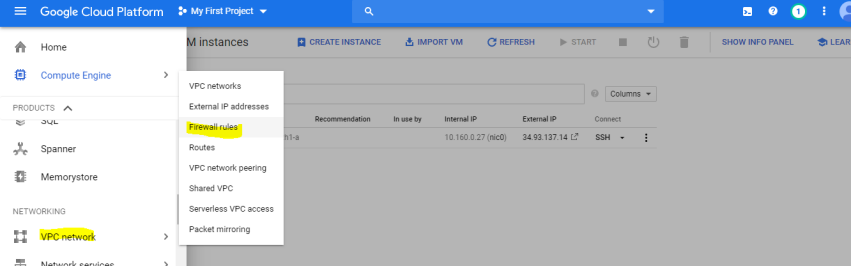 Google Cloud Platform My First Project
Home
M instances CREATE INSTANCE IMPORT VM REFRESH START SHOW INFO PANEL LEAR
Compute Engine
VPC networks
PRODUCTS
External IP addresses
Columns
SQL
Firewall rules
Recommendation In use by Internal IP External IP Connect
m1-a 10.160.0.27 (nic0) 34.93.137.14 SSH
Spanner
Routes
VPC network peering
Memorystore
Shared VPC
Serverless VPC access
NETWORKING
Packet mirroring
VPC network
Network services
1